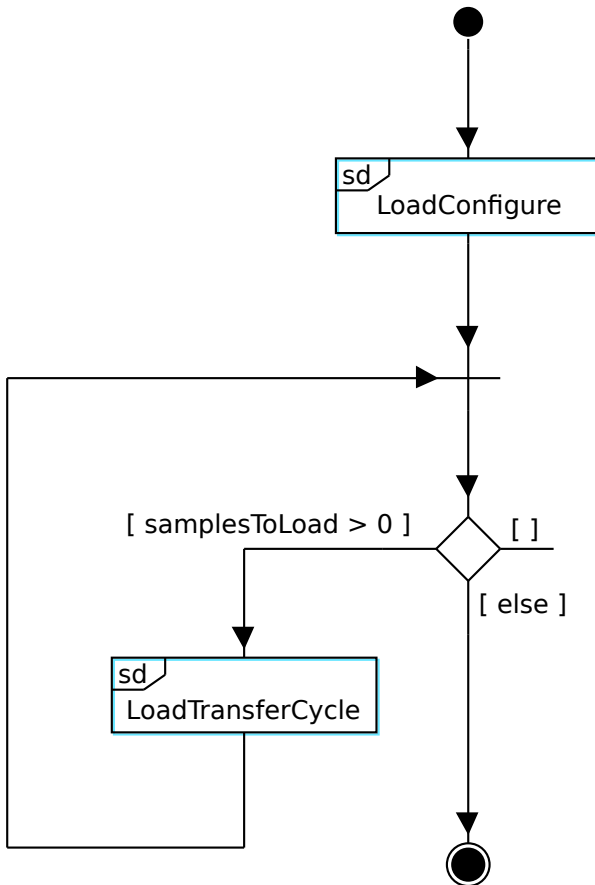 sd
LoadConfigure
[ samplesToLoad > 0 ]
[ ]
[ else ]
sd
LoadTransferCycle